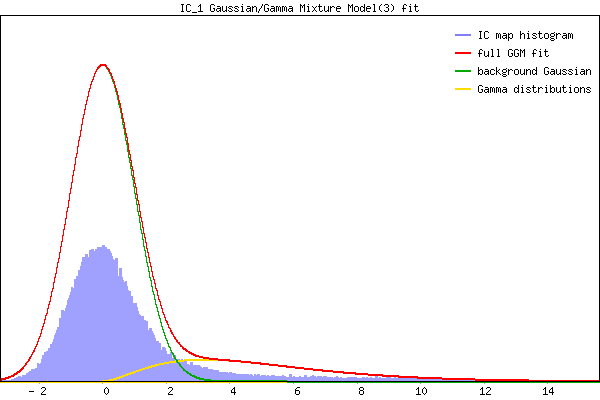 IC_1 Gaussian/Gamma Mixture Model(3) fit
IC map histogram
full GGM fit
background Gaussian
Gamma distributions
−2 0 2 4 6 8 10 12 14